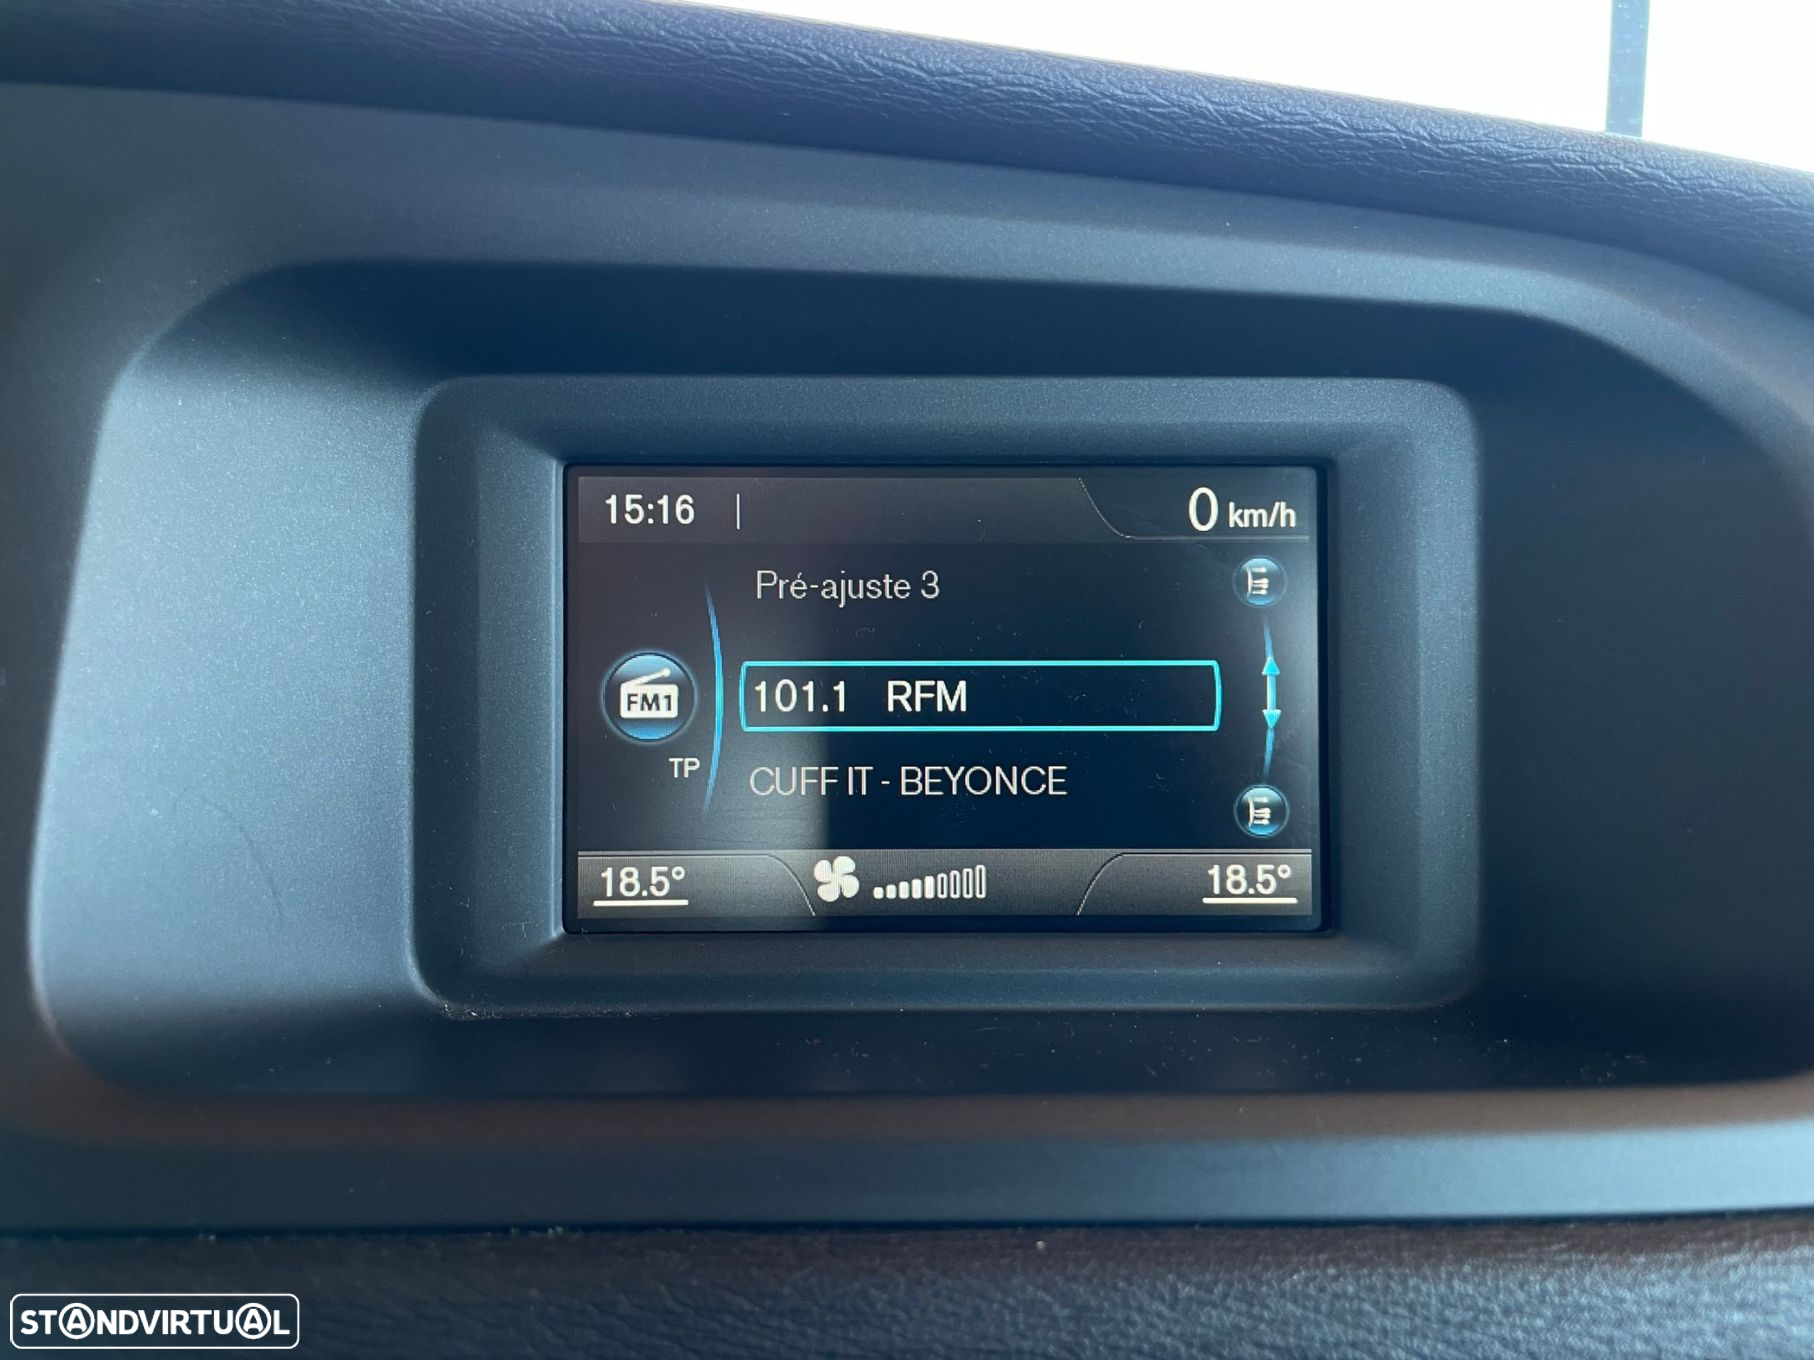 15:16 | 0 km/h
Pré-ajuste 3
FM1
101.1 RFM
TP
CUFF IT - BEYONCE
18.5° 18.5°
STANDVIRTUAL